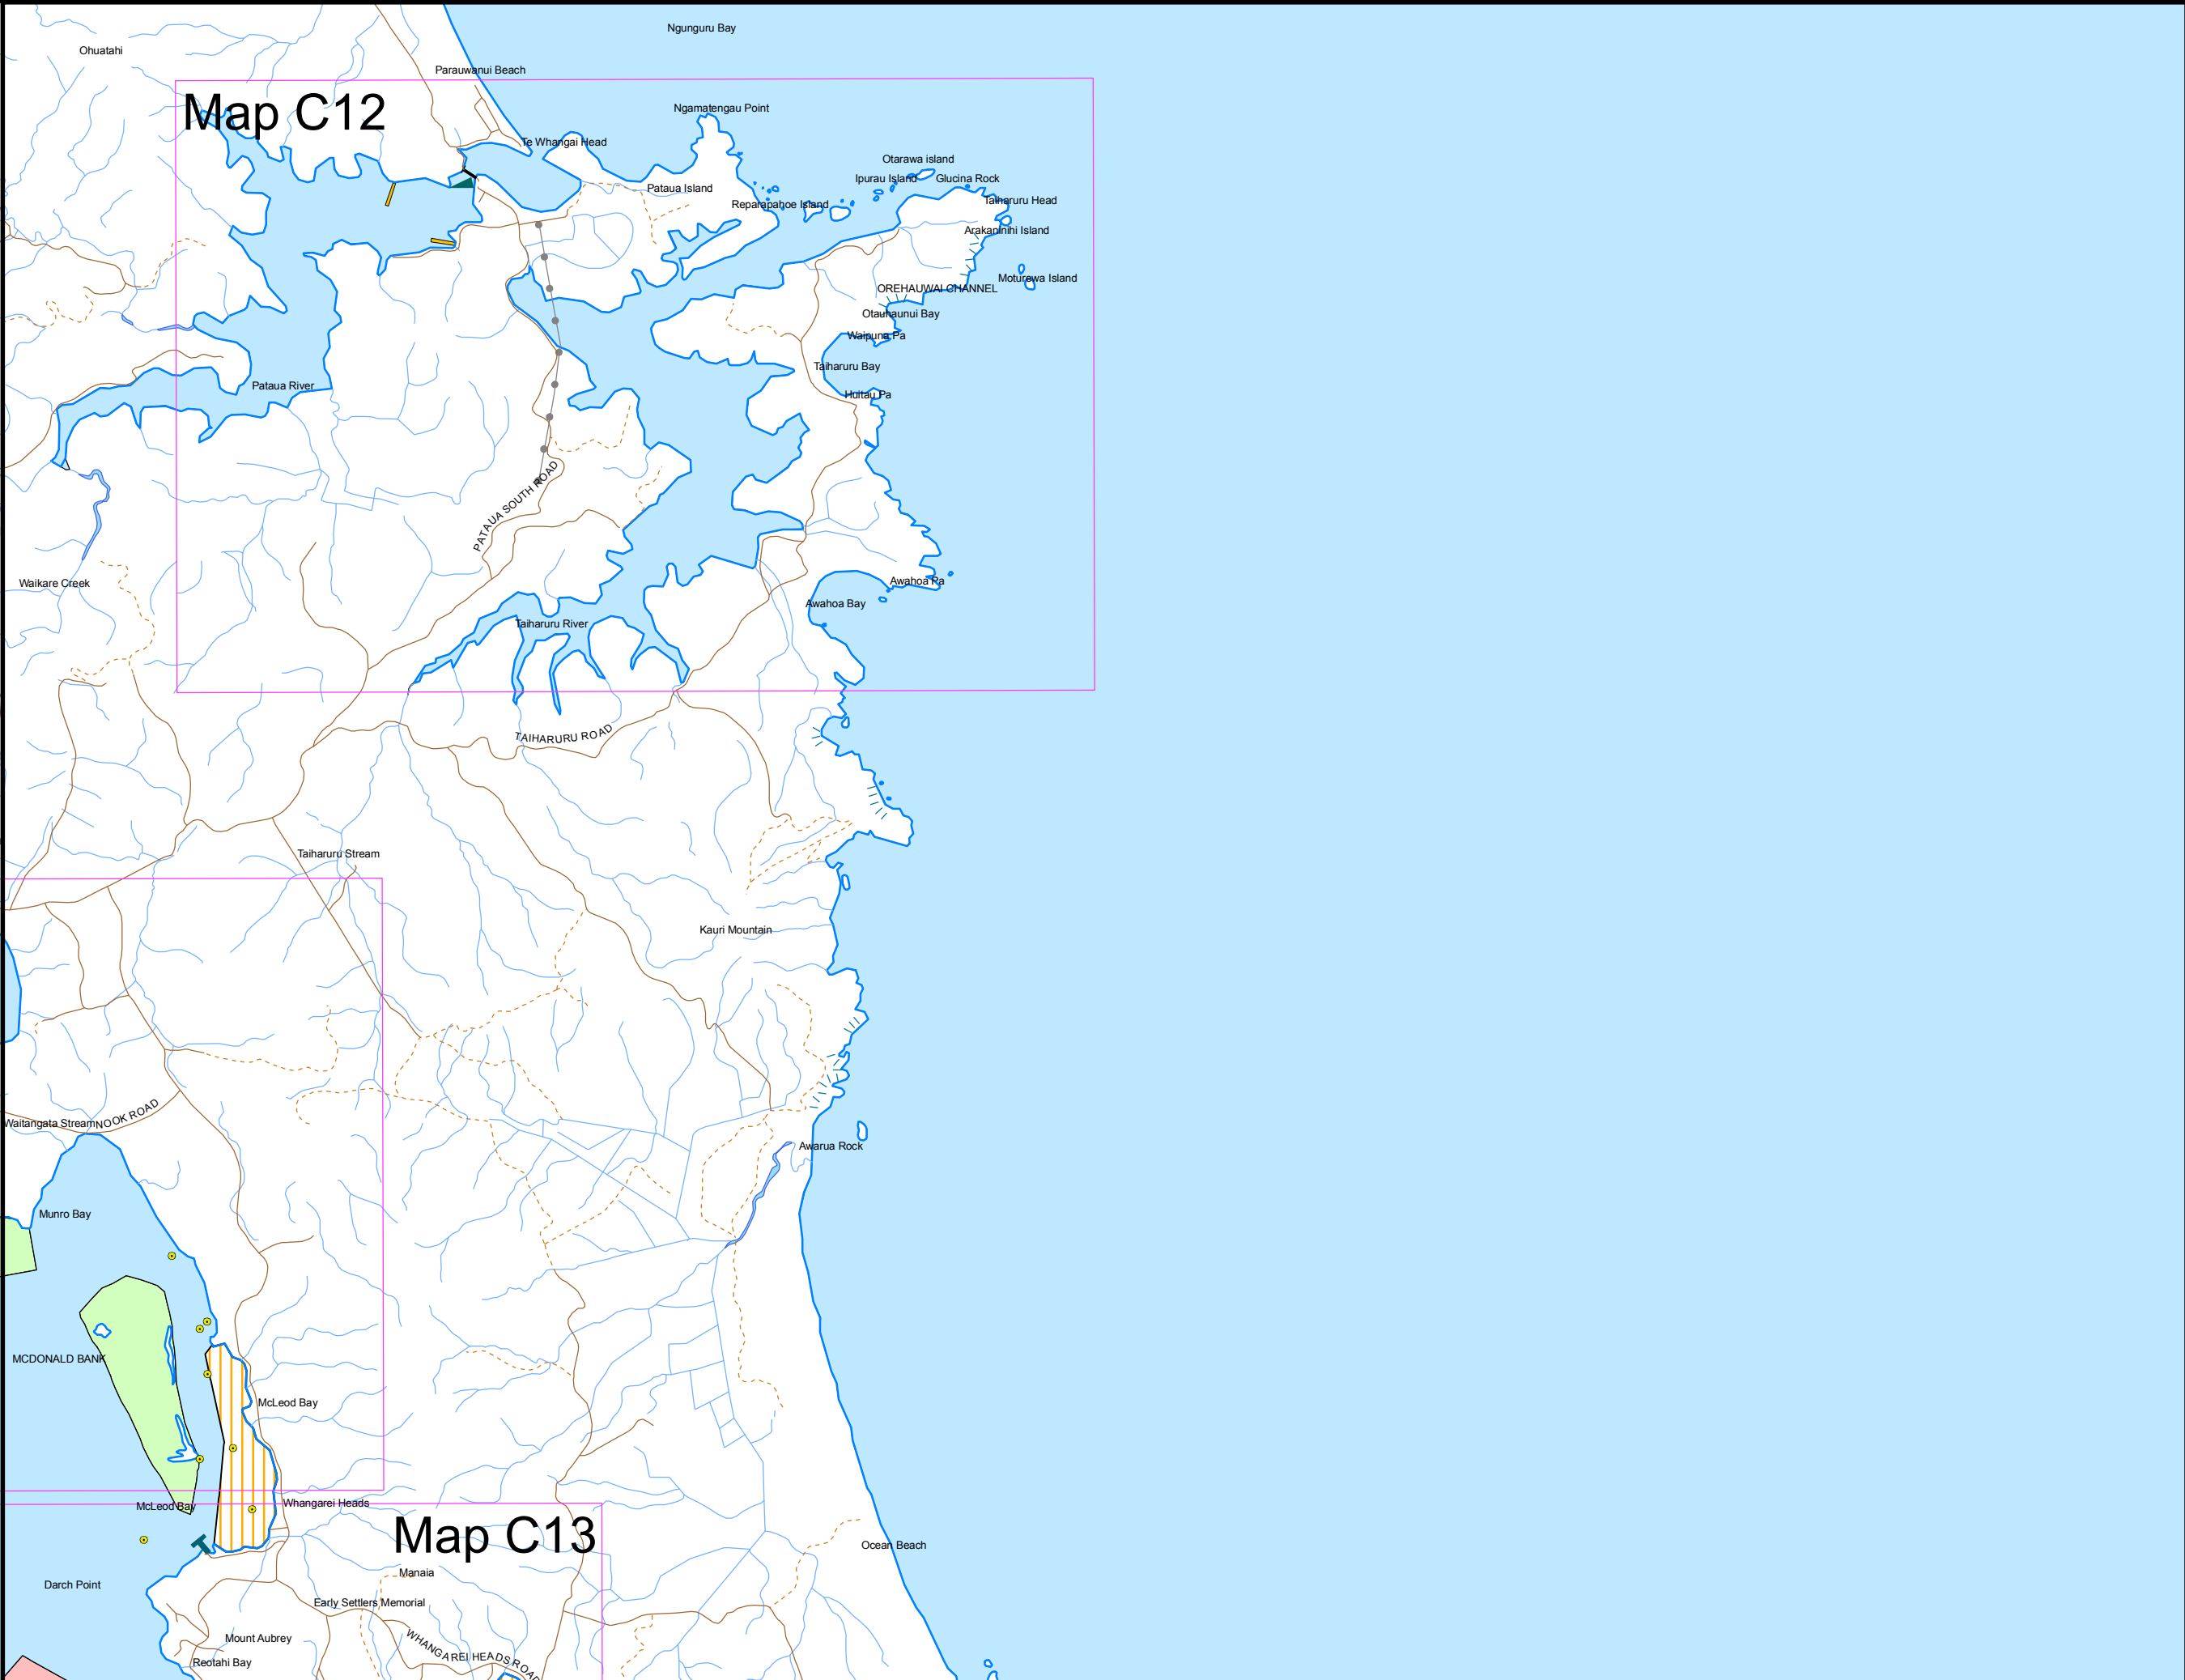 Ngunguru Bay
Ohuatahi
Parauwanui Beach
Map C12
Ngamatengau Point
Te Whangai Head
Otarawa island
Ipurau Island
Glucina Rock
Pataua Island
Taiharuru Head
Reparapahoe Island
Arakaninihi Island
Moturewa Island
OREHAUWAI CHANNEL
Otauhaunui Bay
Waipuna Pa
Taiharuru Bay
Pataua River
Huitau Pa
PATAUA SOUTH ROAD
Waikare Creek
Awahoa Pa
Awahoa Bay
Taiharuru River
TAIHARURU ROAD
Taiharuru Stream
Kauri Mountain
NOOK ROAD
Waitangata Stream
Awarua Rock
Munro Bay
MCDONALD BANK
McLeod Bay
Whangarei Heads
McLeod Bay
Map C13
Ocean Beach
Manaia
Darch Point
Early Settlers Memorial
Mount Aubrey
WHANGAREI HEADS ROAD
Reotahi Bay